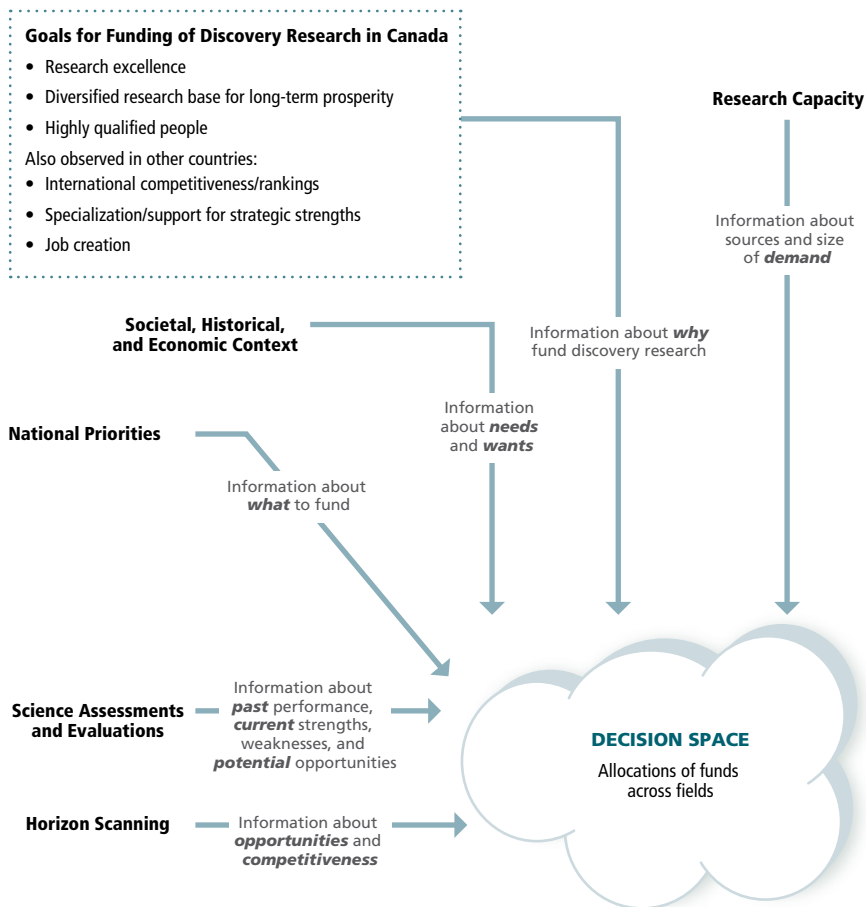 Goals for Funding of Discovery Research in Canada
• Research excellence
• Diversified research base for long-term prosperity
• Highly qualified people
Also observed in other countries:
• International competitiveness/rankings
• Specialization/support for strategic strengths
• Job creation
Research Capacity
Information about
sources and size
of demand
Societal, Historical,
and Economic Context
Information about why
fund discovery research
Information
about needs
and wants
National Priorities
Information about
what to fund
Science Assessments
and Evaluations
Information about
past performance,
current strengths,
weaknesses, and
potential opportunities
DECISION SPACE
Allocations of funds
across fields
Horizon Scanning
Information about
opportunities and
competitiveness